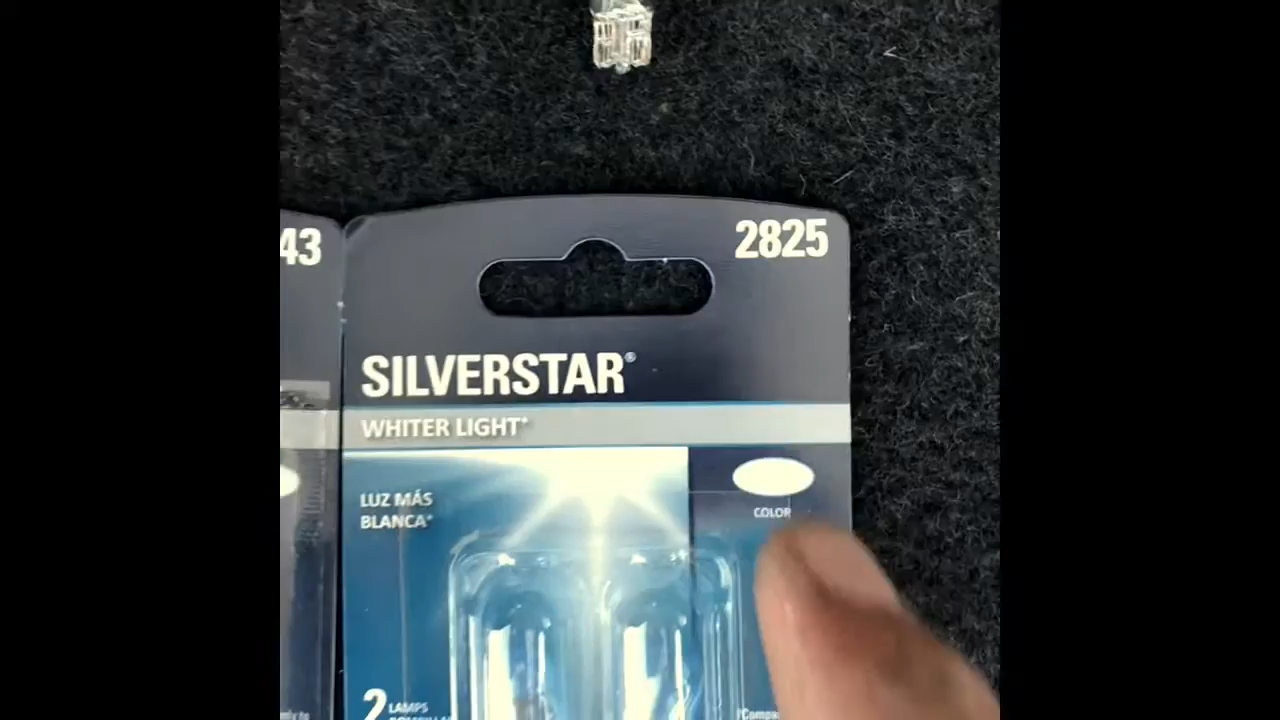 43
2825
SILVERSTAR®
WHITER LIGHT*
LUZ MÁS
BLANCA*
COLOR
2 LAMPS